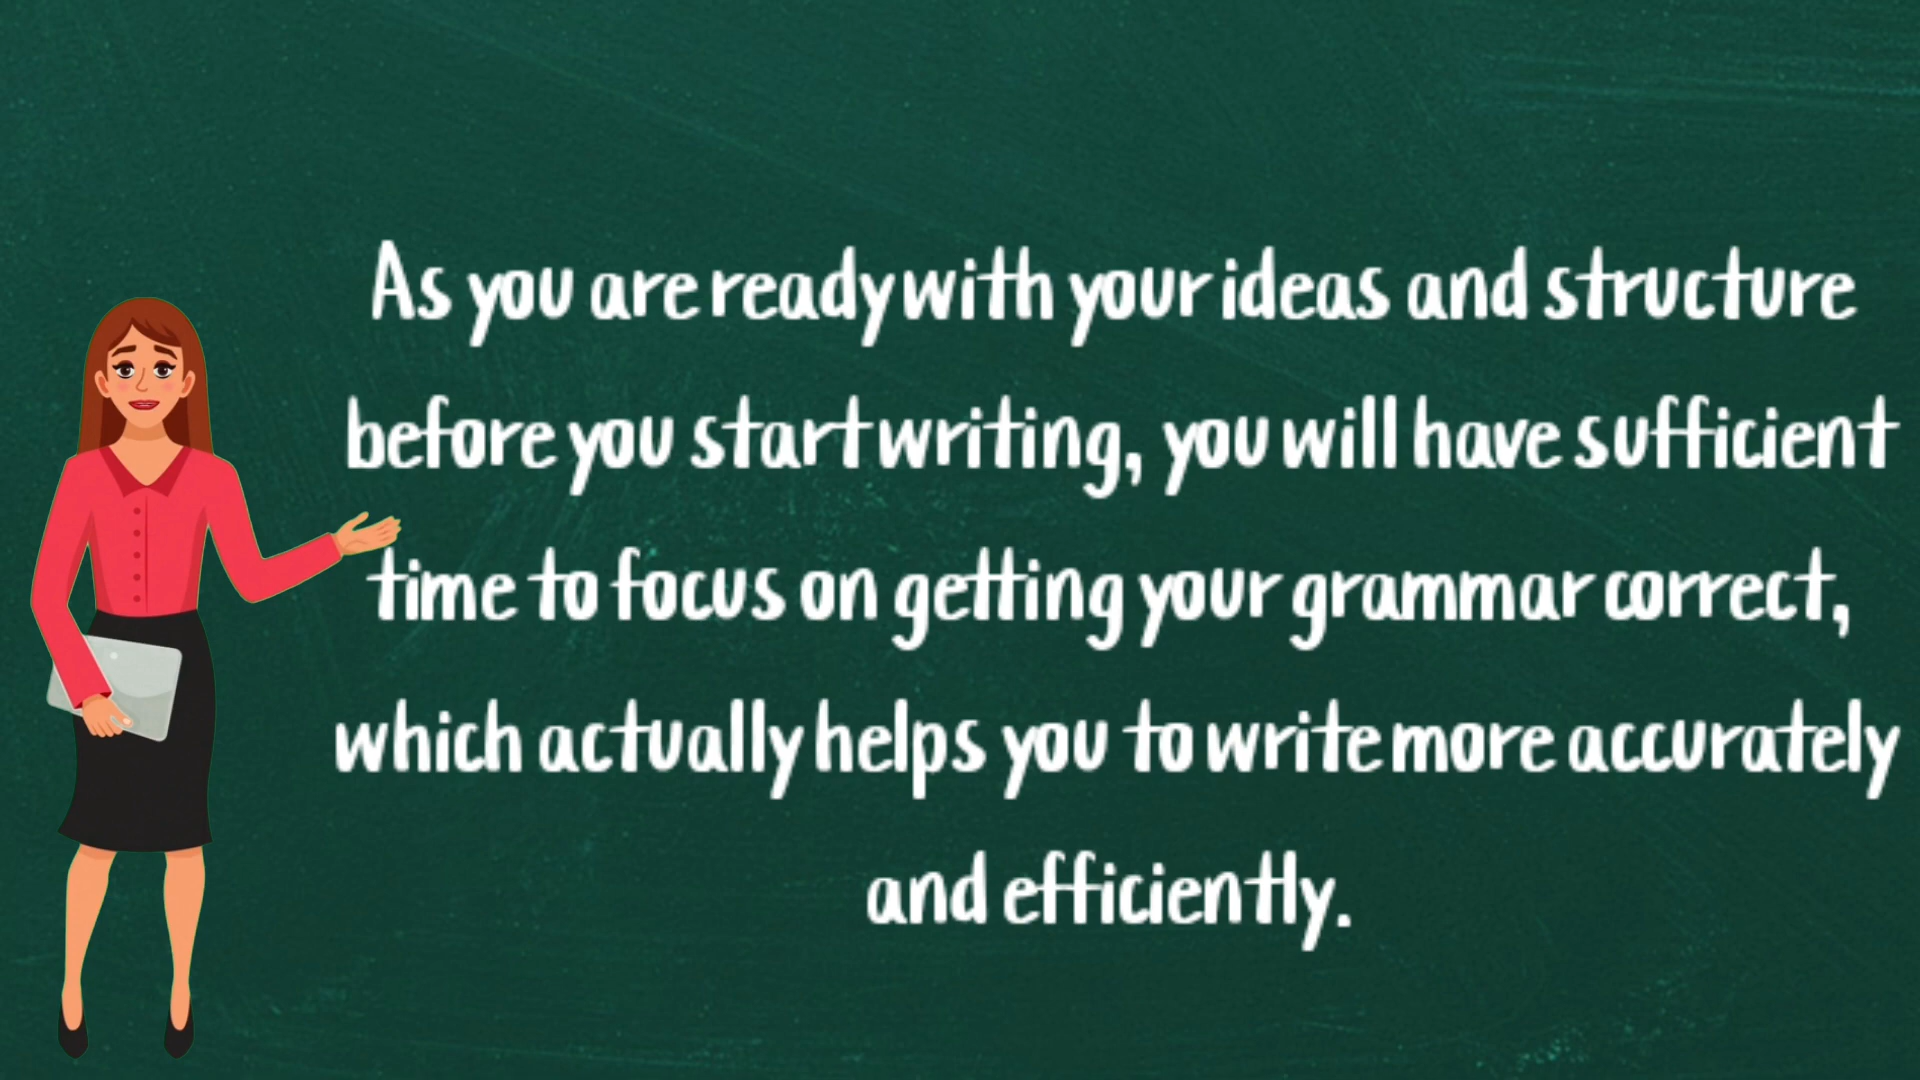 As you are ready with your ideas and structure
before you start writing, you will have sufficient
time to focus on getting your grammar correct,
which actually helps you to write more accurately
and efficiently.